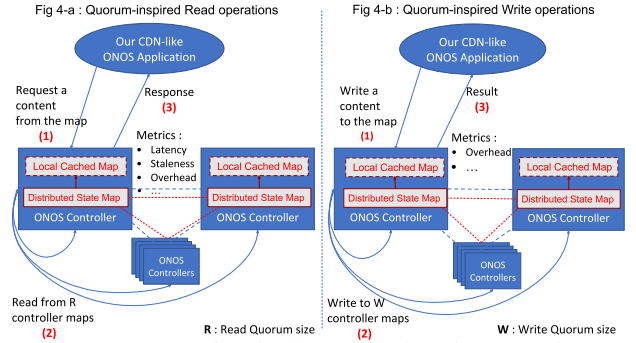 Fig 4-a : Quorum-inspired Read operations
Our CDN-like
ONOS Application
Request a
content
from the map
(1)
Response
(3)
Metrics :
• Latency
• Staleness
• Overhead
• ...
Local Cached Map
Distributed State Map
ONOS Controller
Local Cached Map
Distributed State Map
ONOS Controller
ONOS
Controllers
Read from R
controller maps
(2)
R : Read Quorum size
Fig 4-b : Quorum-inspired Write operations
Our CDN-like
ONOS Application
Write a
content
to the map
(1)
Result
(3)
Metrics :
• Overhead
• ...
Local Cached Map
Distributed State Map
ONOS Controller
Local Cached Map
Distributed State Map
ONOS Controller
ONOS
Controllers
Write to W
controller maps
(2)
W : Write Quorum size